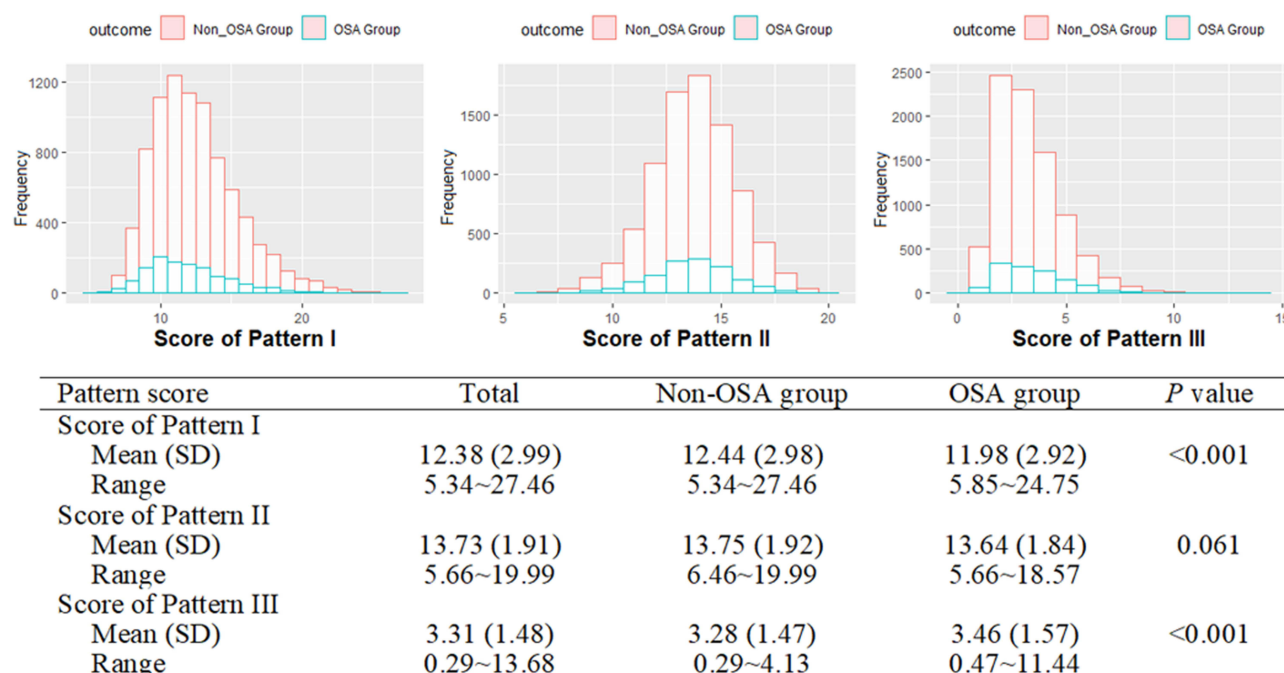 outcome Non_OSA Group OSA Group
1200
800
400
0
Frequency
10 20
Score of Pattern I
outcome Non_OSA Group OSA Group
1500
1000
500
0
Frequency
5 10 15 20
Score of Pattern II
outcome Non_OSA Group OSA Group
2500
2000
1500
1000
500
0
Frequency
0 5 10 15
Score of Pattern III
Pattern score Total Non-OSA group OSA group P value
Score of Pattern I
Mean (SD) 12.38 (2.99) 12.44 (2.98) 11.98 (2.92) <0.001
Range 5.34~27.46 5.34~27.46 5.85~24.75
Score of Pattern II
Mean (SD) 13.73 (1.91) 13.75 (1.92) 13.64 (1.84) 0.061
Range 5.66~19.99 6.46~19.99 5.66~18.57
Score of Pattern III
Mean (SD) 3.31 (1.48) 3.28 (1.47) 3.46 (1.57) <0.001
Range 0.29~13.68 0.29~4.13 0.47~11.44